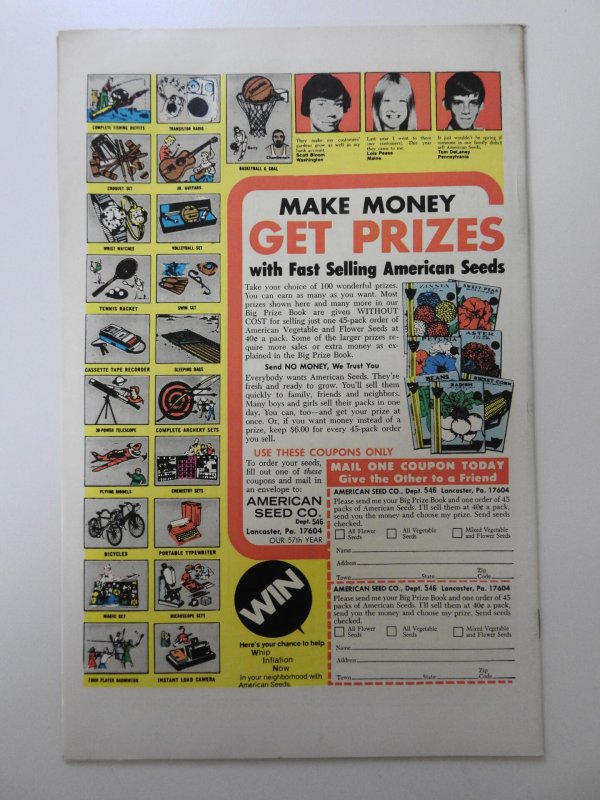 COMPLETE FISHING OUTFITS
TRANSISTOR RADIO
CROQUET SET
JR. GUITARS
Barry
Chamberlain
BASKETBALL & GOAL
WRIST WATCHES
VOLLEYBALL SET
TENNIS RACKET
SWIM SET
CASSETTE TAPE RECORDER
SLEEPING BAGS
30-POWER TELESCOPE
COMPLETE ARCHERY SETS
FLYING MODELS
CHEMISTRY SETS
BICYCLES
PORTABLE TYPEWRITER
MAGIC SET
MICROSCOPE SETS
FOUR PLAYER BADMINTON
INSTANT LOAD CAMERA
They make my customers'
gardens grow as well as my
bank account.
Scott Bloom
Washington
Last year I went to them
(my customers). This year
they came to me.
Lois Pease
Maine
It just wouldn't be spring if
someone in our family didn't
sell American Seeds.
Tom DeLaney
Pennsylvania
MAKE MONEY
GET PRIZES
with Fast Selling American Seeds
Take your choice of 100 wonderful prizes.
You can earn as many as you want. Most
prizes shown here and many more in our
Big Prize Book are given WITHOUT
COST for selling just one 45-pack order of
American Vegetable and Flower Seeds at
40¢ a pack. Some of the larger prizes re-
quire more sales or extra money as ex-
plained in the Big Prize Book.
Send NO MONEY, We Trust You
Everybody wants American Seeds. They're
fresh and ready to grow. You'll sell them
quickly to family, friends and neighbors.
Many boys and girls sell their packs in one
day. You can, too—and get your prize at
once. Or, if you want money instead of a
prize, keep $6.00 for every 45-pack order
you sell.
ZINNIA
SWEET PEAS
ASTER
BEANS
RADISH
SWEET CORN
USE THESE COUPONS ONLY
To order your seeds,
fill out one of these
coupons and mail in
an envelope to:
AMERICAN
SEED CO.
Dept. 546
Lancaster, Pa. 17604
OUR 57th YEAR
WIN
Here's your chance to help
Whip
Inflation
Now
in your neighborhood with
American Seeds.
MAIL ONE COUPON TODAY
Give the Other to a Friend
AMERICAN SEED CO., Dept. 546 Lancaster, Pa. 17604
Please send me your Big Prize Book and one order of 45
packs of American Seeds. I'll sell them at 40¢ a pack,
send you the money and choose my prize. Send seeds
checked.
All Flower Seeds
All Vegetable Seeds
Mixed Vegetable and Flower Seeds
Name
Address
Town State Zip Code
AMERICAN SEED CO., Dept. 546 Lancaster, Pa. 17604
Please send me your Big Prize Book and one order of 45
packs of American Seeds. I'll sell them at 40¢ a pack,
send you the money and choose my prize. Send seeds
checked.
All Flower Seeds
All Vegetable Seeds
Mixed Vegetable and Flower Seeds
Name
Address
Town State Zip Code